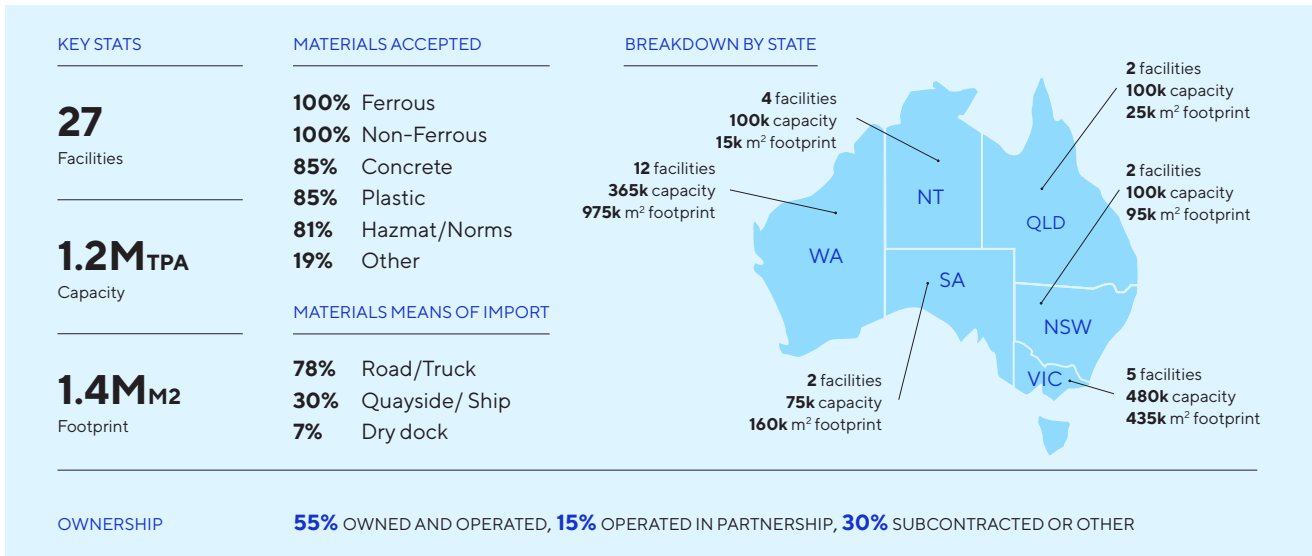 KEY STATS
27
Facilities
1.2MTPA
Capacity
1.4MM2
Footprint
MATERIALS ACCEPTED
100% Ferrous
100% Non-Ferrous
85% Concrete
85% Plastic
81% Hazmat/Norms
19% Other
MATERIALS MEANS OF IMPORT
78% Road/Truck
30% Quayside/ Ship
7% Dry dock
BREAKDOWN BY STATE
4 facilities
100k capacity
15k m² footprint
12 facilities
365k capacity
975k m² footprint
2 facilities
100k capacity
25k m² footprint
2 facilities
100k capacity
95k m² footprint
2 facilities
75k capacity
160k m² footprint
5 facilities
480k capacity
435k m² footprint
NT
QLD
WA
SA
NSW
VIC
OWNERSHIP
55% OWNED AND OPERATED, 15% OPERATED IN PARTNERSHIP, 30% SUBCONTRACTED OR OTHER